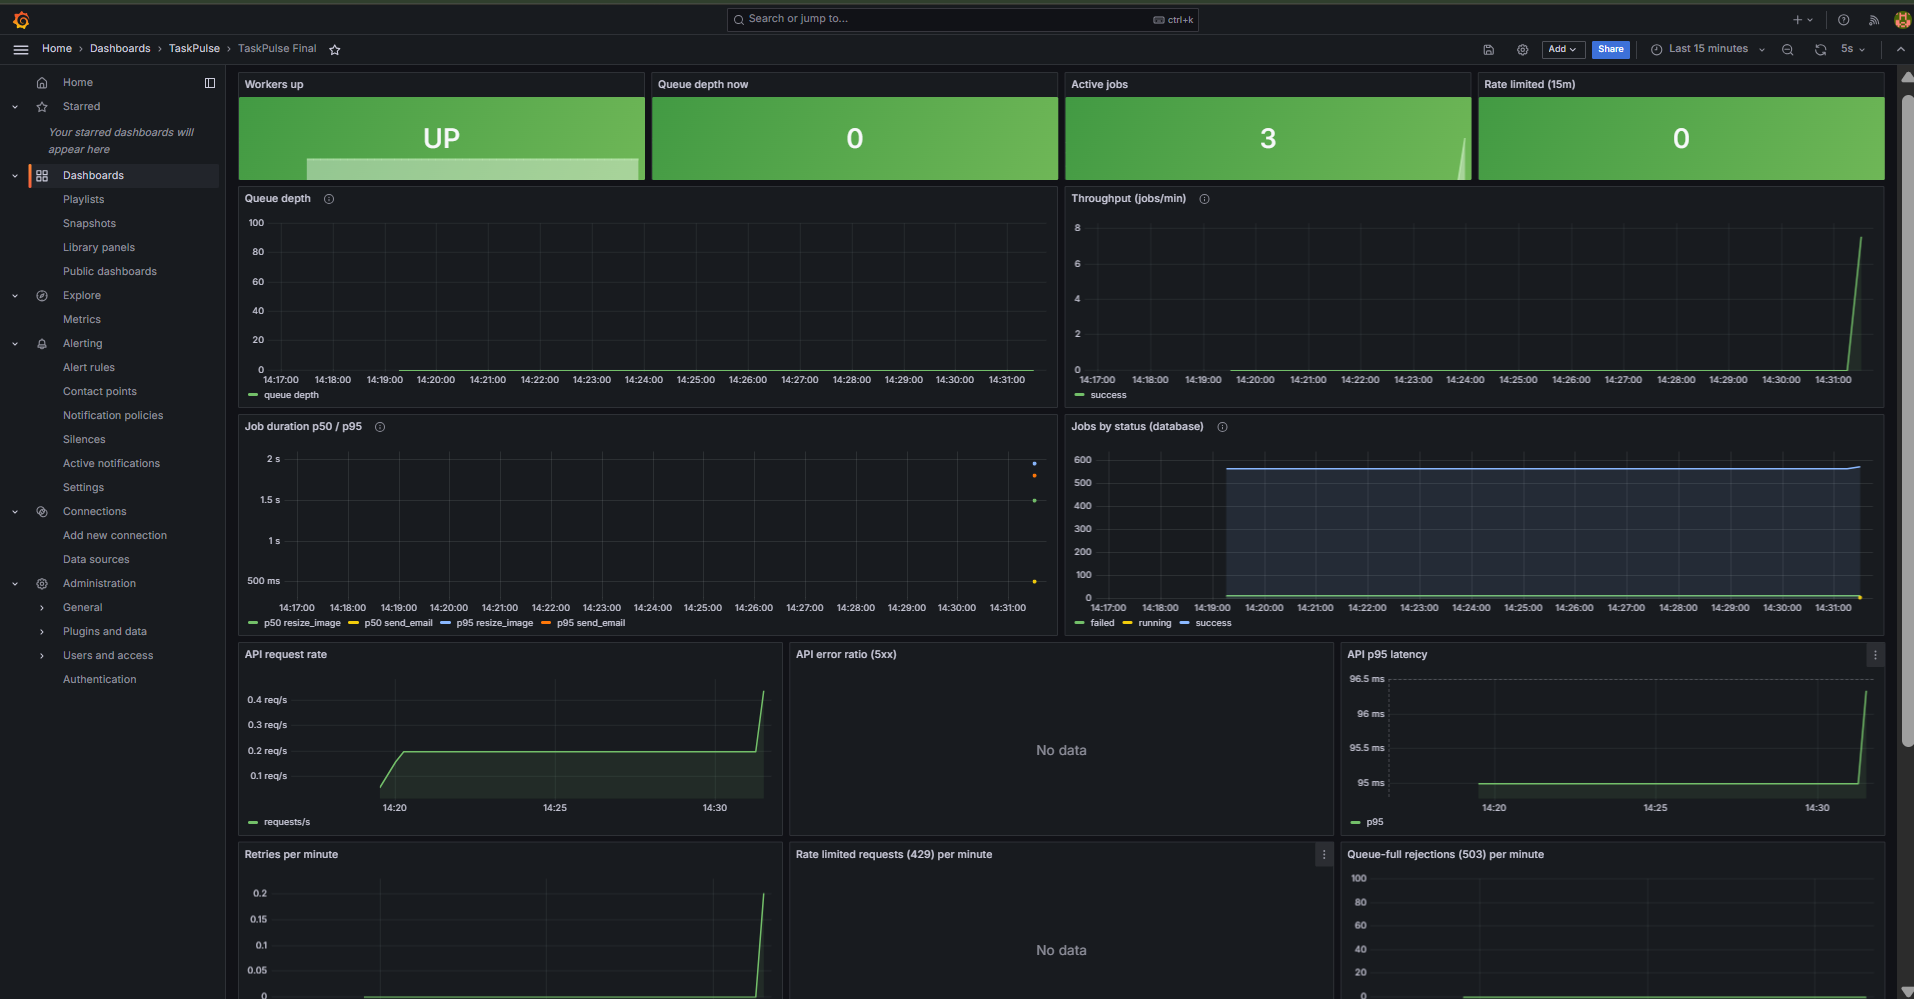 Search or jump to...
ctrl+k
Home › Dashboards › TaskPulse › TaskPulse Final
Add
Share
Last 15 minutes
5s
Home
Starred
Your starred dashboards will
appear here
Dashboards
Playlists
Snapshots
Library panels
Public dashboards
Explore
Metrics
Alerting
Alert rules
Contact points
Notification policies
Silences
Active notifications
Settings
Connections
Add new connection
Data sources
Administration
General
Plugins and data
Users and access
Authentication
Workers up
UP
Queue depth now
0
Active jobs
3
Rate limited (15m)
0
Queue depth
100
80
60
40
20
0
14:17:00 14:18:00 14:19:00 14:20:00 14:21:00 14:22:00 14:23:00 14:24:00 14:25:00 14:26:00 14:27:00 14:28:00 14:29:00 14:30:00 14:31:00
queue depth
Throughput (jobs/min)
8
6
4
2
0
14:17:00 14:18:00 14:19:00 14:20:00 14:21:00 14:22:00 14:23:00 14:24:00 14:25:00 14:26:00 14:27:00 14:28:00 14:29:00 14:30:00 14:31:00
success
Job duration p50 / p95
2 s
1.5 s
1 s
500 ms
14:17:00 14:18:00 14:19:00 14:20:00 14:21:00 14:22:00 14:23:00 14:24:00 14:25:00 14:26:00 14:27:00 14:28:00 14:29:00 14:30:00 14:31:00
p50 resize_image p50 send_email p95 resize_image p95 send_email
Jobs by status (database)
600
500
400
300
200
100
0
14:17:00 14:18:00 14:19:00 14:20:00 14:21:00 14:22:00 14:23:00 14:24:00 14:25:00 14:26:00 14:27:00 14:28:00 14:29:00 14:30:00 14:31:00
failed running success
API request rate
0.4 req/s
0.3 req/s
0.2 req/s
0.1 req/s
14:20 14:25 14:30
requests/s
API error ratio (5xx)
No data
API p95 latency
96.5 ms
96 ms
95.5 ms
95 ms
14:20 14:25 14:30
p95
Retries per minute
0.2
0.15
0.1
0.05
0
Rate limited requests (429) per minute
No data
Queue-full rejections (503) per minute
100
80
60
40
20
0